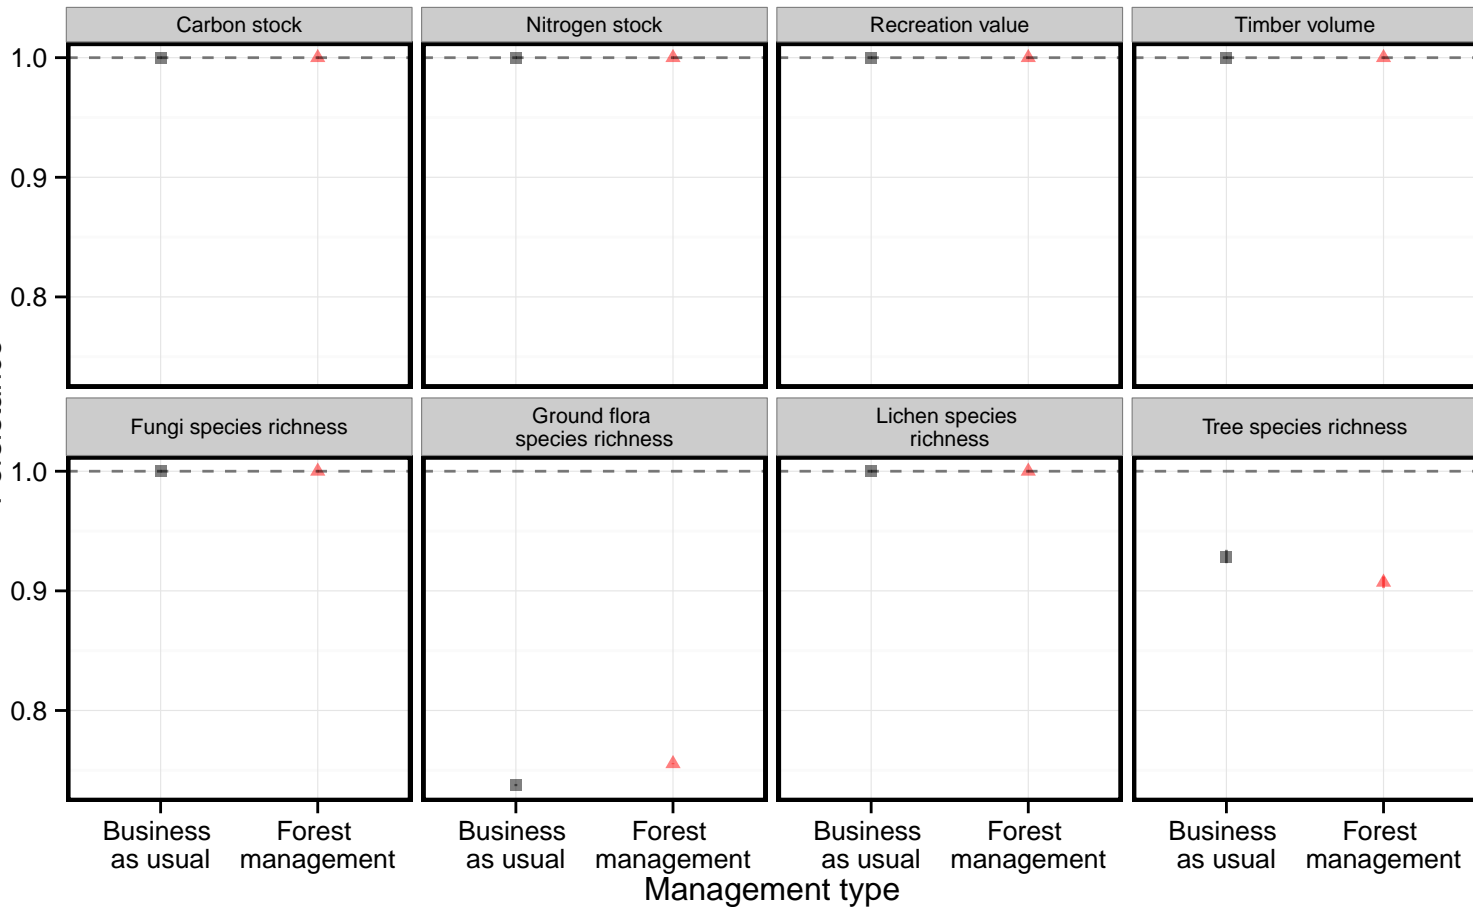 Carbon stock
Nitrogen stock
Recreation value
Timber volume
1.0
0.9
0.8
Fungi species richness
Ground flora
species richness
Lichen species
richness
Tree species richness
1.0
0.9
0.8
Business
as usual
Forest
management
Business
as usual
Forest
management
Business
as usual
Forest
management
Business
as usual
Forest
management
Management type